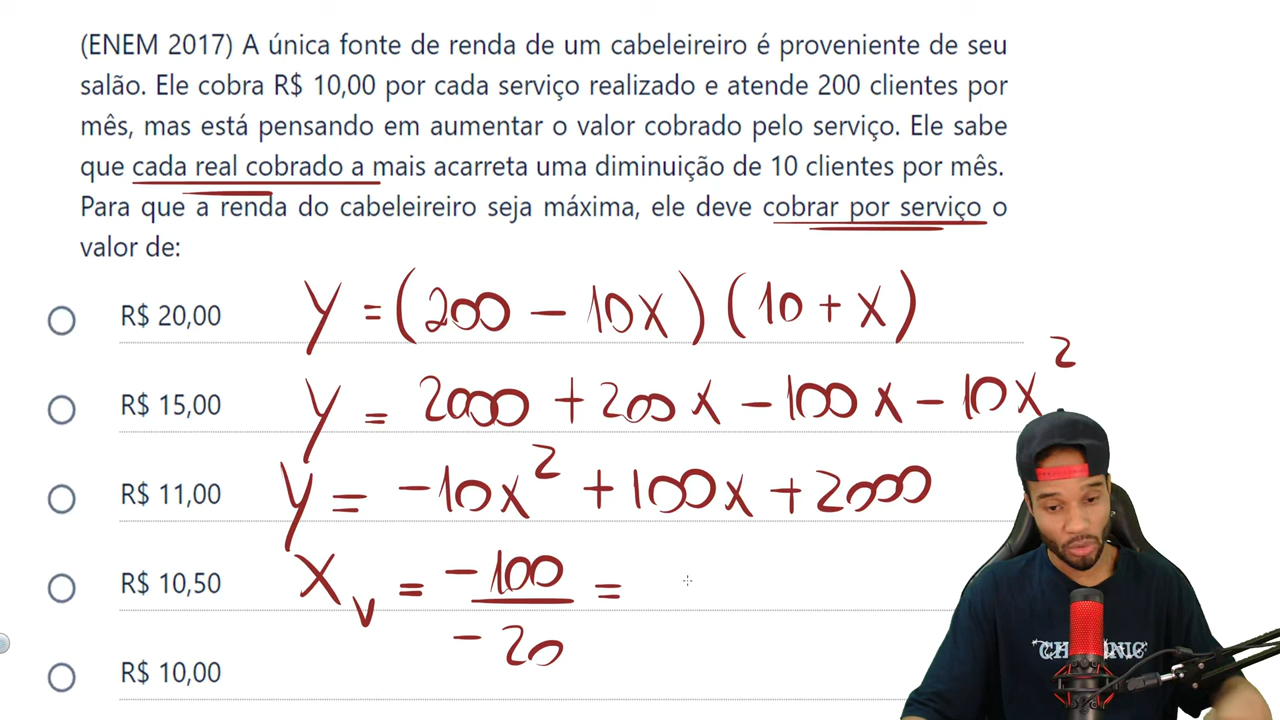 (ENEM 2017) A única fonte de renda de um cabeleireiro é proveniente de seu
salão. Ele cobra R$ 10,00 por cada serviço realizado e atende 200 clientes por
mês, mas está pensando em aumentar o valor cobrado pelo serviço. Ele sabe
que cada real cobrado a mais acarreta uma diminuição de 10 clientes por mês.
Para que a renda do cabeleireiro seja máxima, ele deve cobrar por serviço o
valor de:
R$ 20,00
y = (200 - 10x) (10 + x)
R$ 15,00
y = 2000 + 200x - 100x - 10x²
R$ 11,00
y = -10x² + 100x + 2000
R$ 10,50
Xv = -100 / -20 =
R$ 10,00